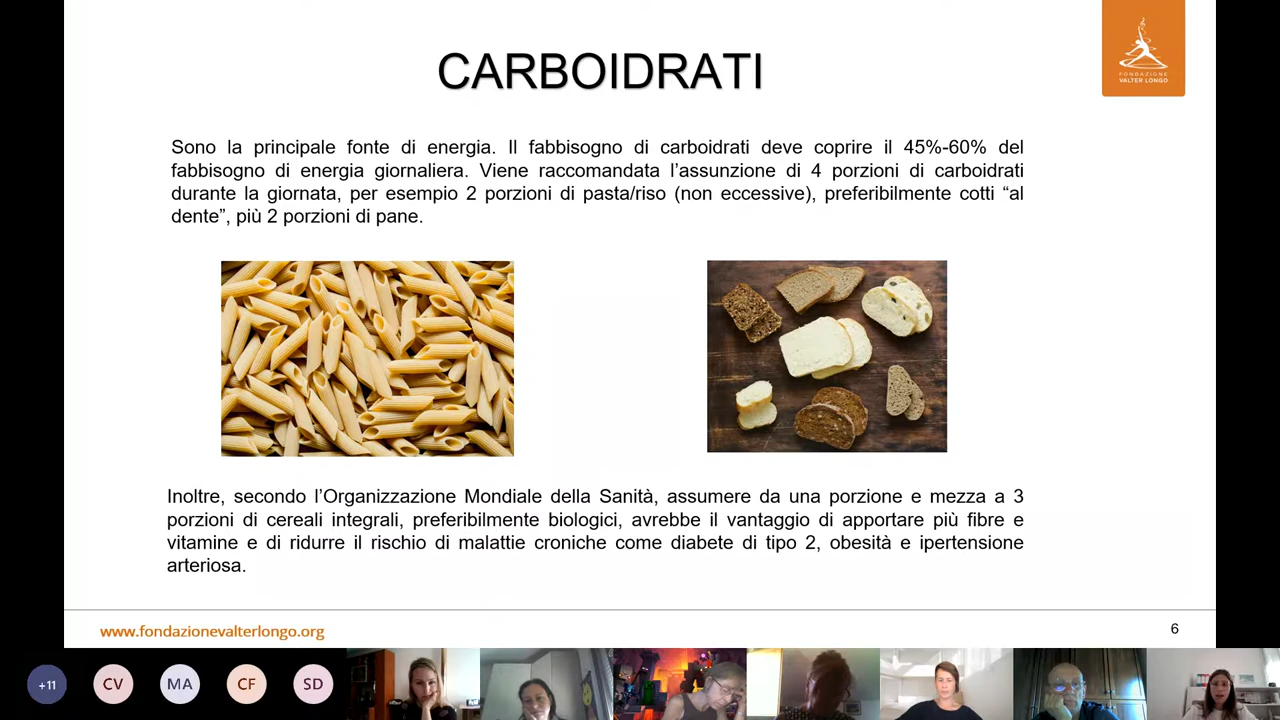 CARBOIDRATI
FONDAZIONE
VALTER LONGO
Sono la principale fonte di energia. Il fabbisogno di carboidrati deve coprire il 45%-60% del
fabbisogno di energia giornaliera. Viene raccomandata l’assunzione di 4 porzioni di carboidrati
durante la giornata, per esempio 2 porzioni di pasta/riso (non eccessive), preferibilmente cotti “al
dente”, più 2 porzioni di pane.
Inoltre, secondo l’Organizzazione Mondiale della Sanità, assumere da una porzione e mezza a 3
porzioni di cereali integrali, preferibilmente biologici, avrebbe il vantaggio di apportare più fibre e
vitamine e di ridurre il rischio di malattie croniche come diabete di tipo 2, obesità e ipertensione
arteriosa.
www.fondazionevalterlongo.org
6
+11 CV MA CF SD